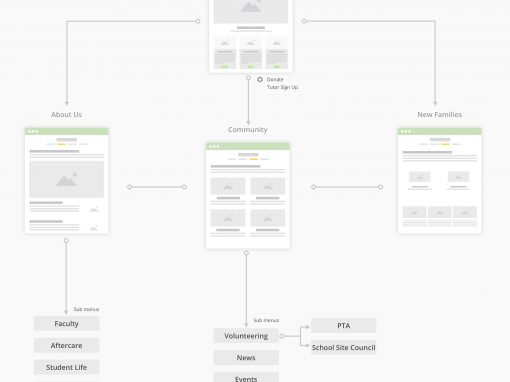 Donate
Tutor Sign Up
About Us
Community
New Families
Sub menus
Faculty
Aftercare
Student Life
Sub menus
Volunteering
News
Events
PTA
School Site Council